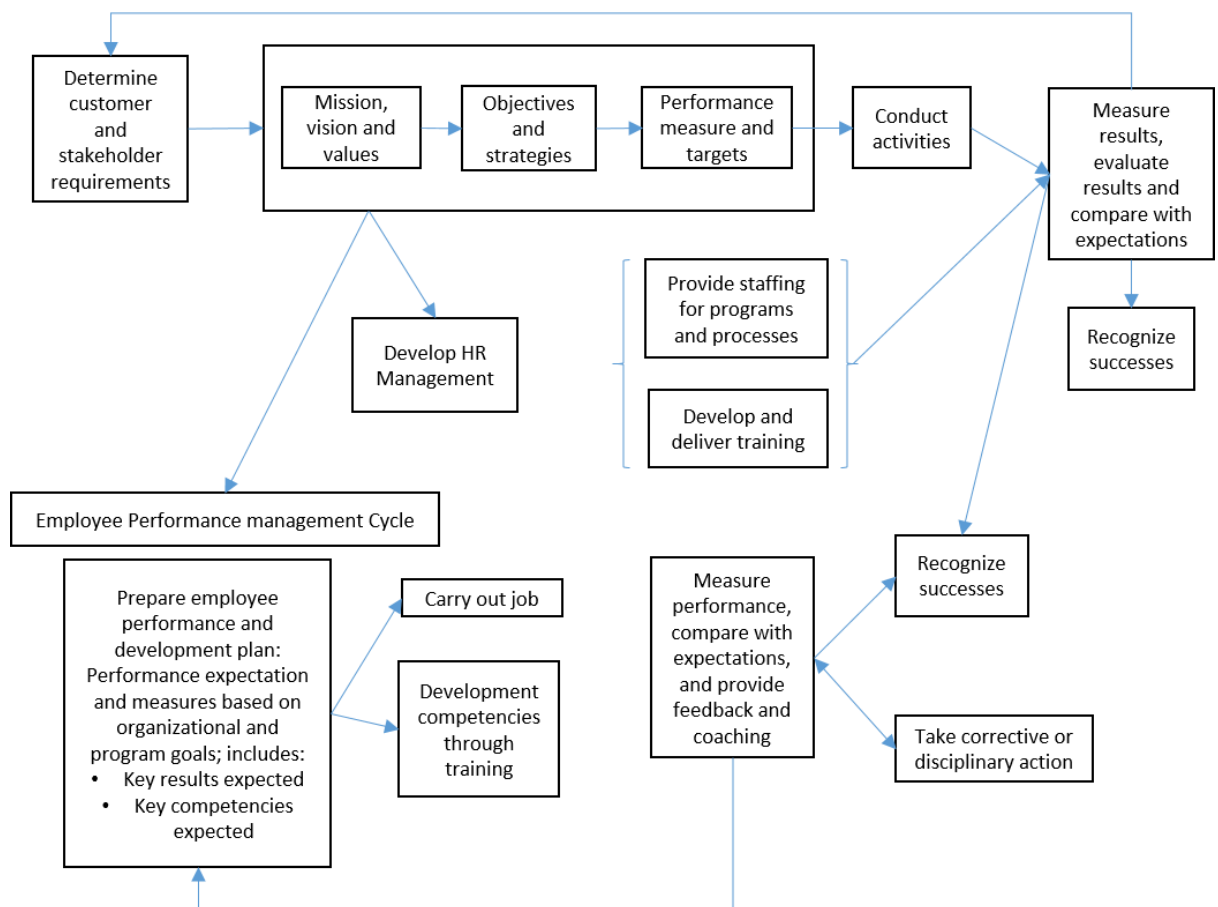 Determine
customer
and
stakeholder
requirements
Mission,
vision and
values
Objectives
and
strategies
Performance
measure and
targets
Conduct
activities
Measure
results,
evaluate
results and
compare with
expectations
Provide staffing
for programs
and processes
Recognize
successes
Develop HR
Management
Develop and
deliver training
Employee Performance management Cycle
Prepare employee
performance and
development plan:
Performance expectation
and measures based on
organizational and
program goals; includes:
• Key results expected
• Key competencies
expected
Carry out job
Development
competencies
through
training
Measure
performance,
compare with
expectations,
and provide
feedback and
coaching
Recognize
successes
Take corrective or
disciplinary action